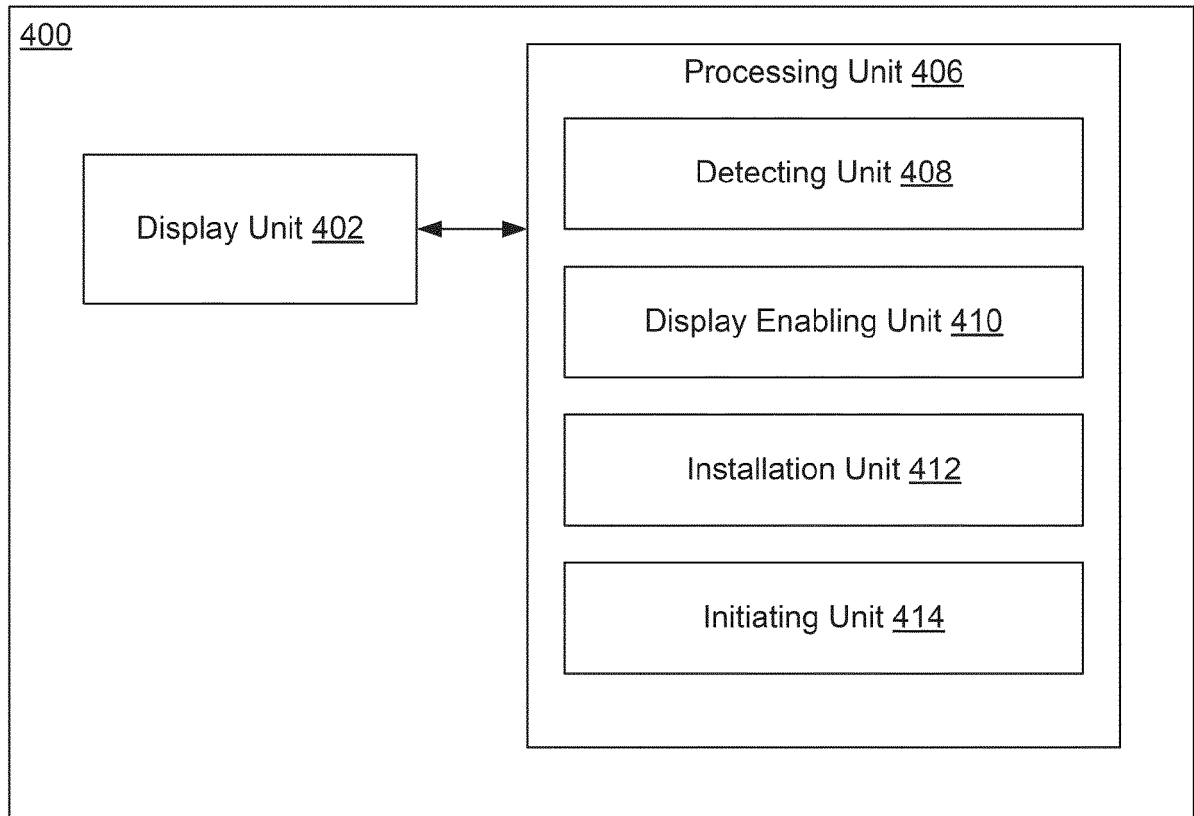 400
Processing Unit 406
Detecting Unit 408
Display Unit 402
Display Enabling Unit 410
Installation Unit 412
Initiating Unit 414